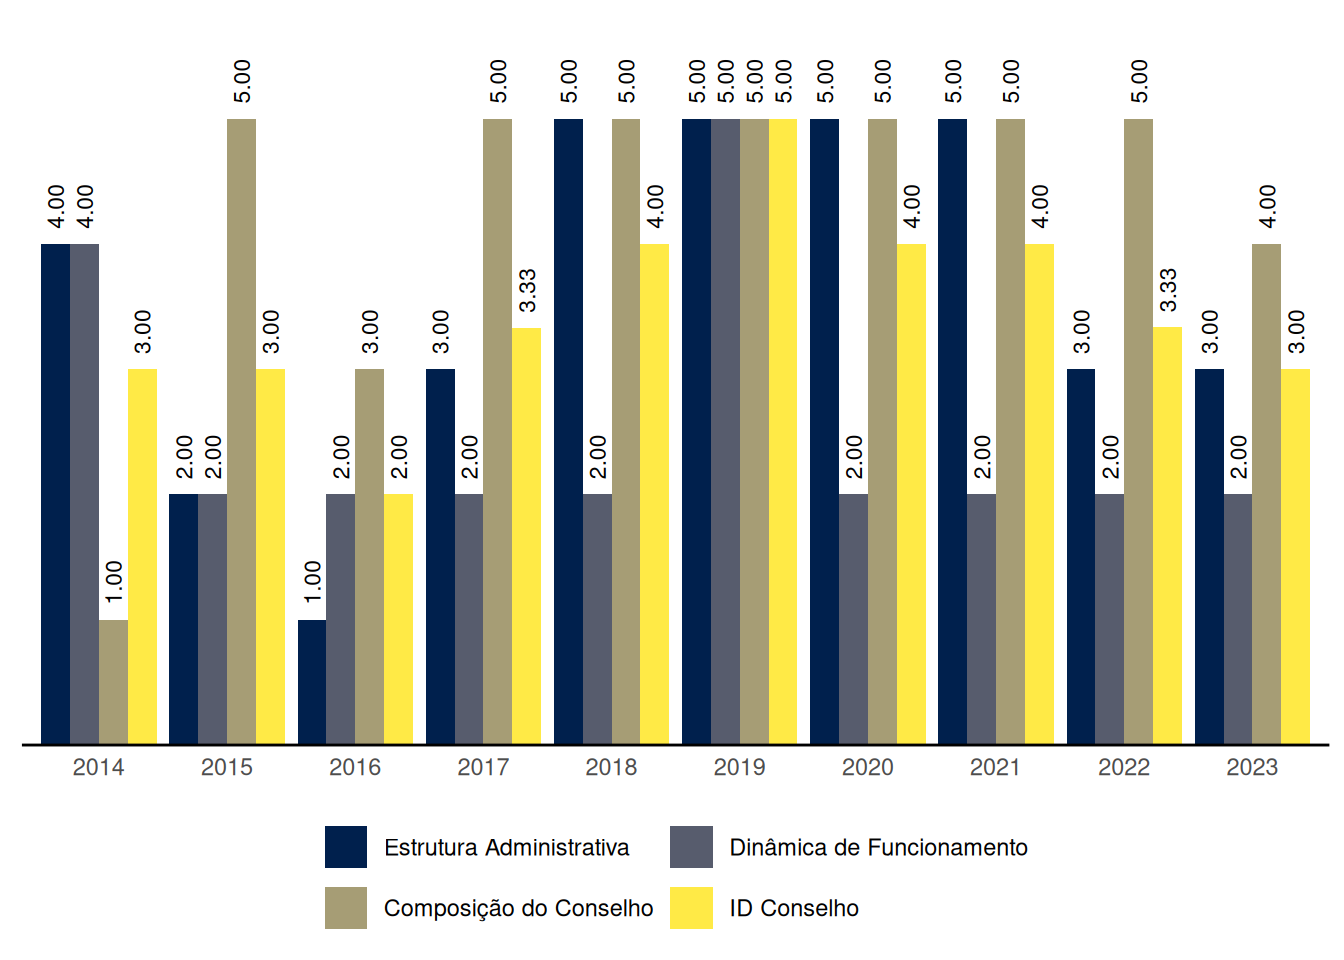 4.00 4.00 1.00 3.00
2.00 2.00 5.00 3.00
1.00 2.00 3.00 2.00
3.00 2.00 5.00 3.33
5.00 2.00 5.00 4.00
5.00 5.00 5.00 5.00
5.00 2.00 5.00 4.00
5.00 2.00 5.00 4.00
3.00 2.00 5.00 3.33
3.00 2.00 4.00 3.00
2014 2015 2016 2017 2018 2019 2020 2021 2022 2023
Estrutura Administrativa Dinâmica de Funcionamento
Composição do Conselho ID Conselho